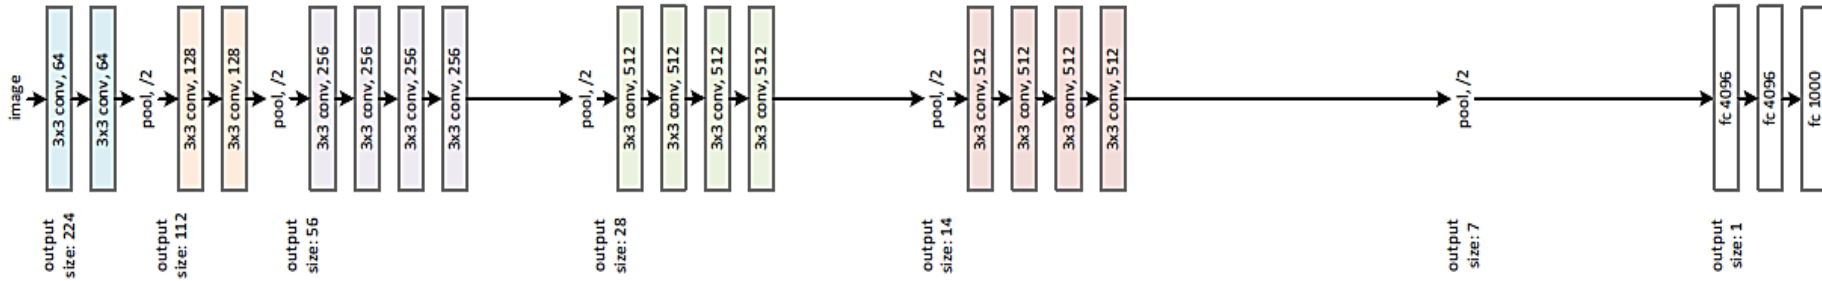 image
3x3 conv, 64
3x3 conv, 64
pool, /2
3x3 conv, 128
3x3 conv, 128
pool, /2
3x3 conv, 256
3x3 conv, 256
3x3 conv, 256
3x3 conv, 256
pool, /2
3x3 conv, 512
3x3 conv, 512
3x3 conv, 512
3x3 conv, 512
pool, /2
3x3 conv, 512
3x3 conv, 512
3x3 conv, 512
3x3 conv, 512
pool, /2
fc 4096
fc 4096
fc 1000
output
size: 224
output
size: 112
output
size: 56
output
size: 28
output
size: 14
output
size: 7
output
size: 1